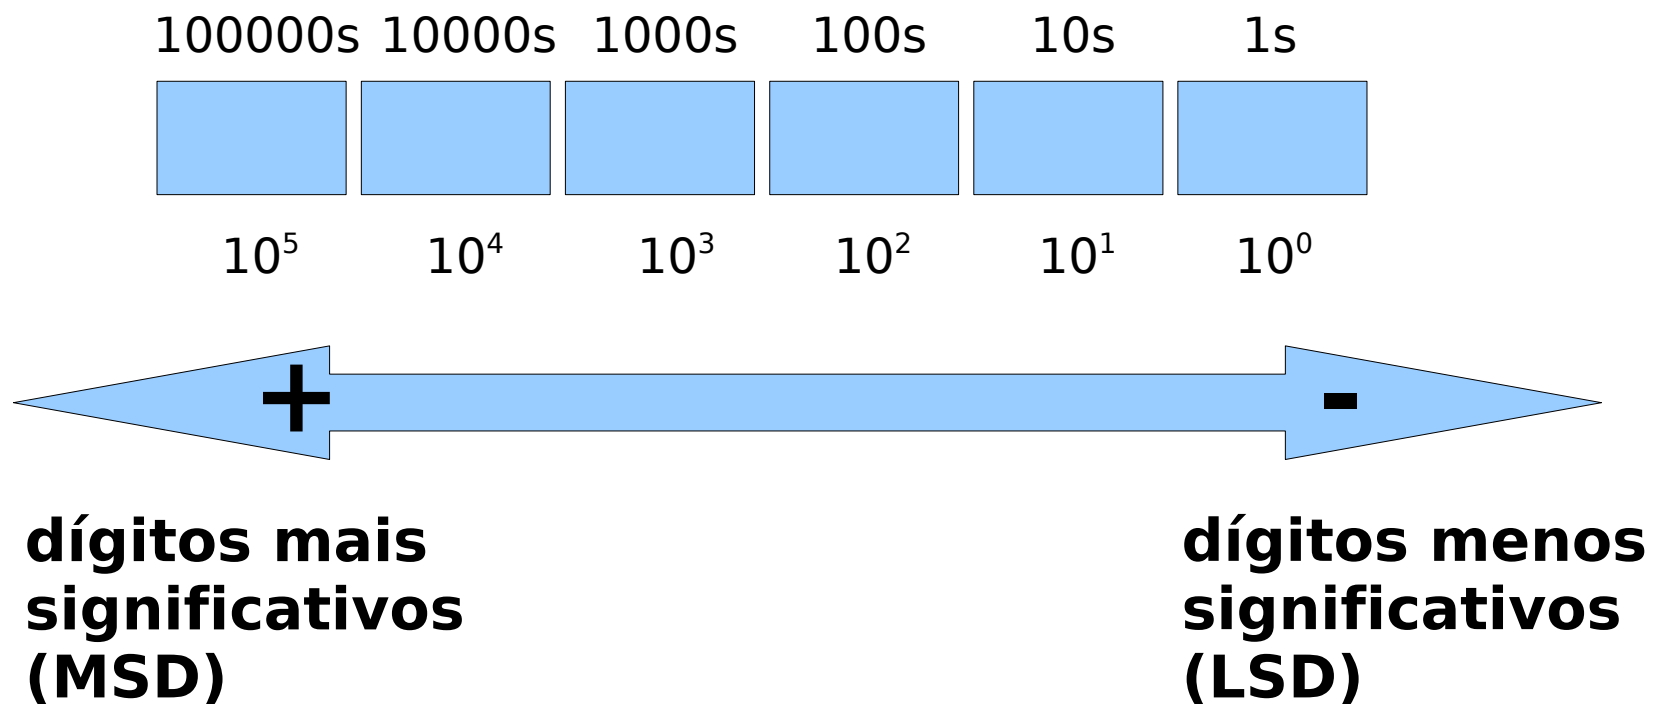 100000s 10000s 1000s 100s 10s 1s
10⁵ 10⁴ 10³ 10² 10¹ 10⁰
+ -
dígitos mais
significativos
(MSD)
dígitos menos
significativos
(LSD)